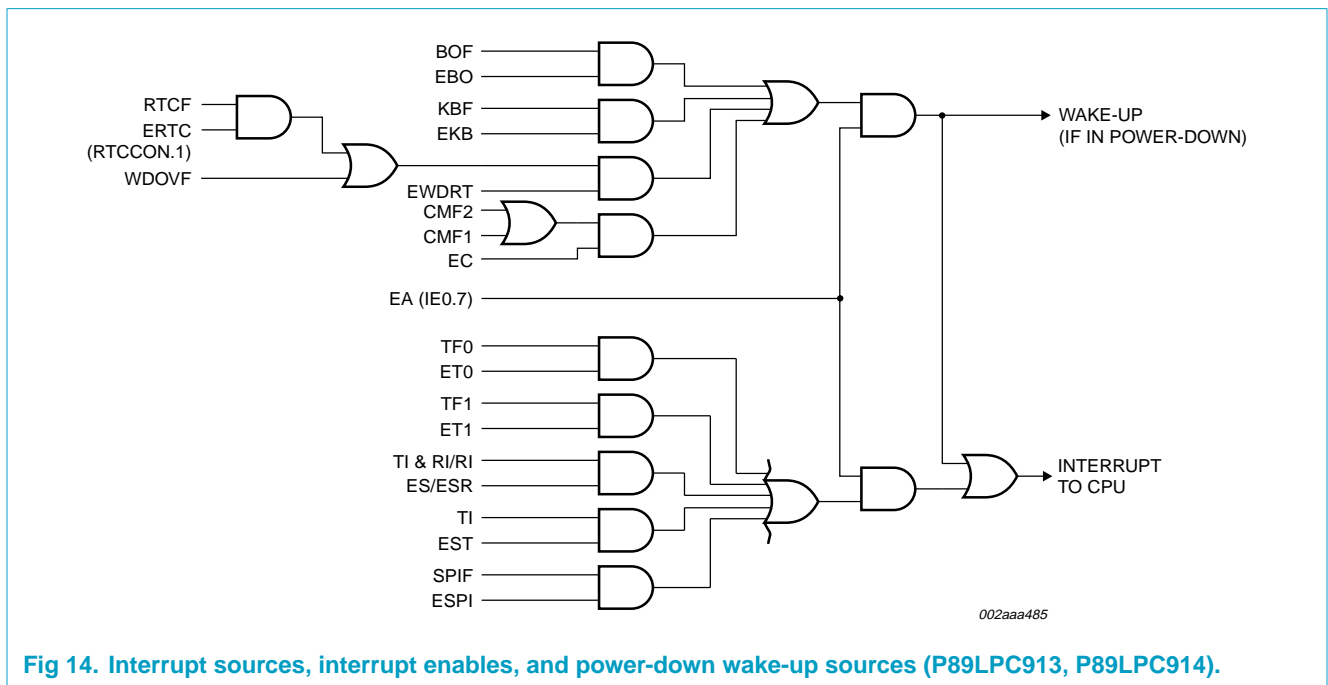 BOF
EBO
RTCF
KBF
ERTC
EKB
(RTCCON.1)
WDOVF
EWDRT
CMF2
CMF1
EC
WAKE-UP
(IF IN POWER-DOWN)
EA (IE0.7)
TF0
ET0
TF1
ET1
TI & RI/RI
ES/ESR
TI
EST
SPIF
ESPI
INTERRUPT
TO CPU
002aaa485
Fig 14. Interrupt sources, interrupt enables, and power-down wake-up sources (P89LPC913, P89LPC914).